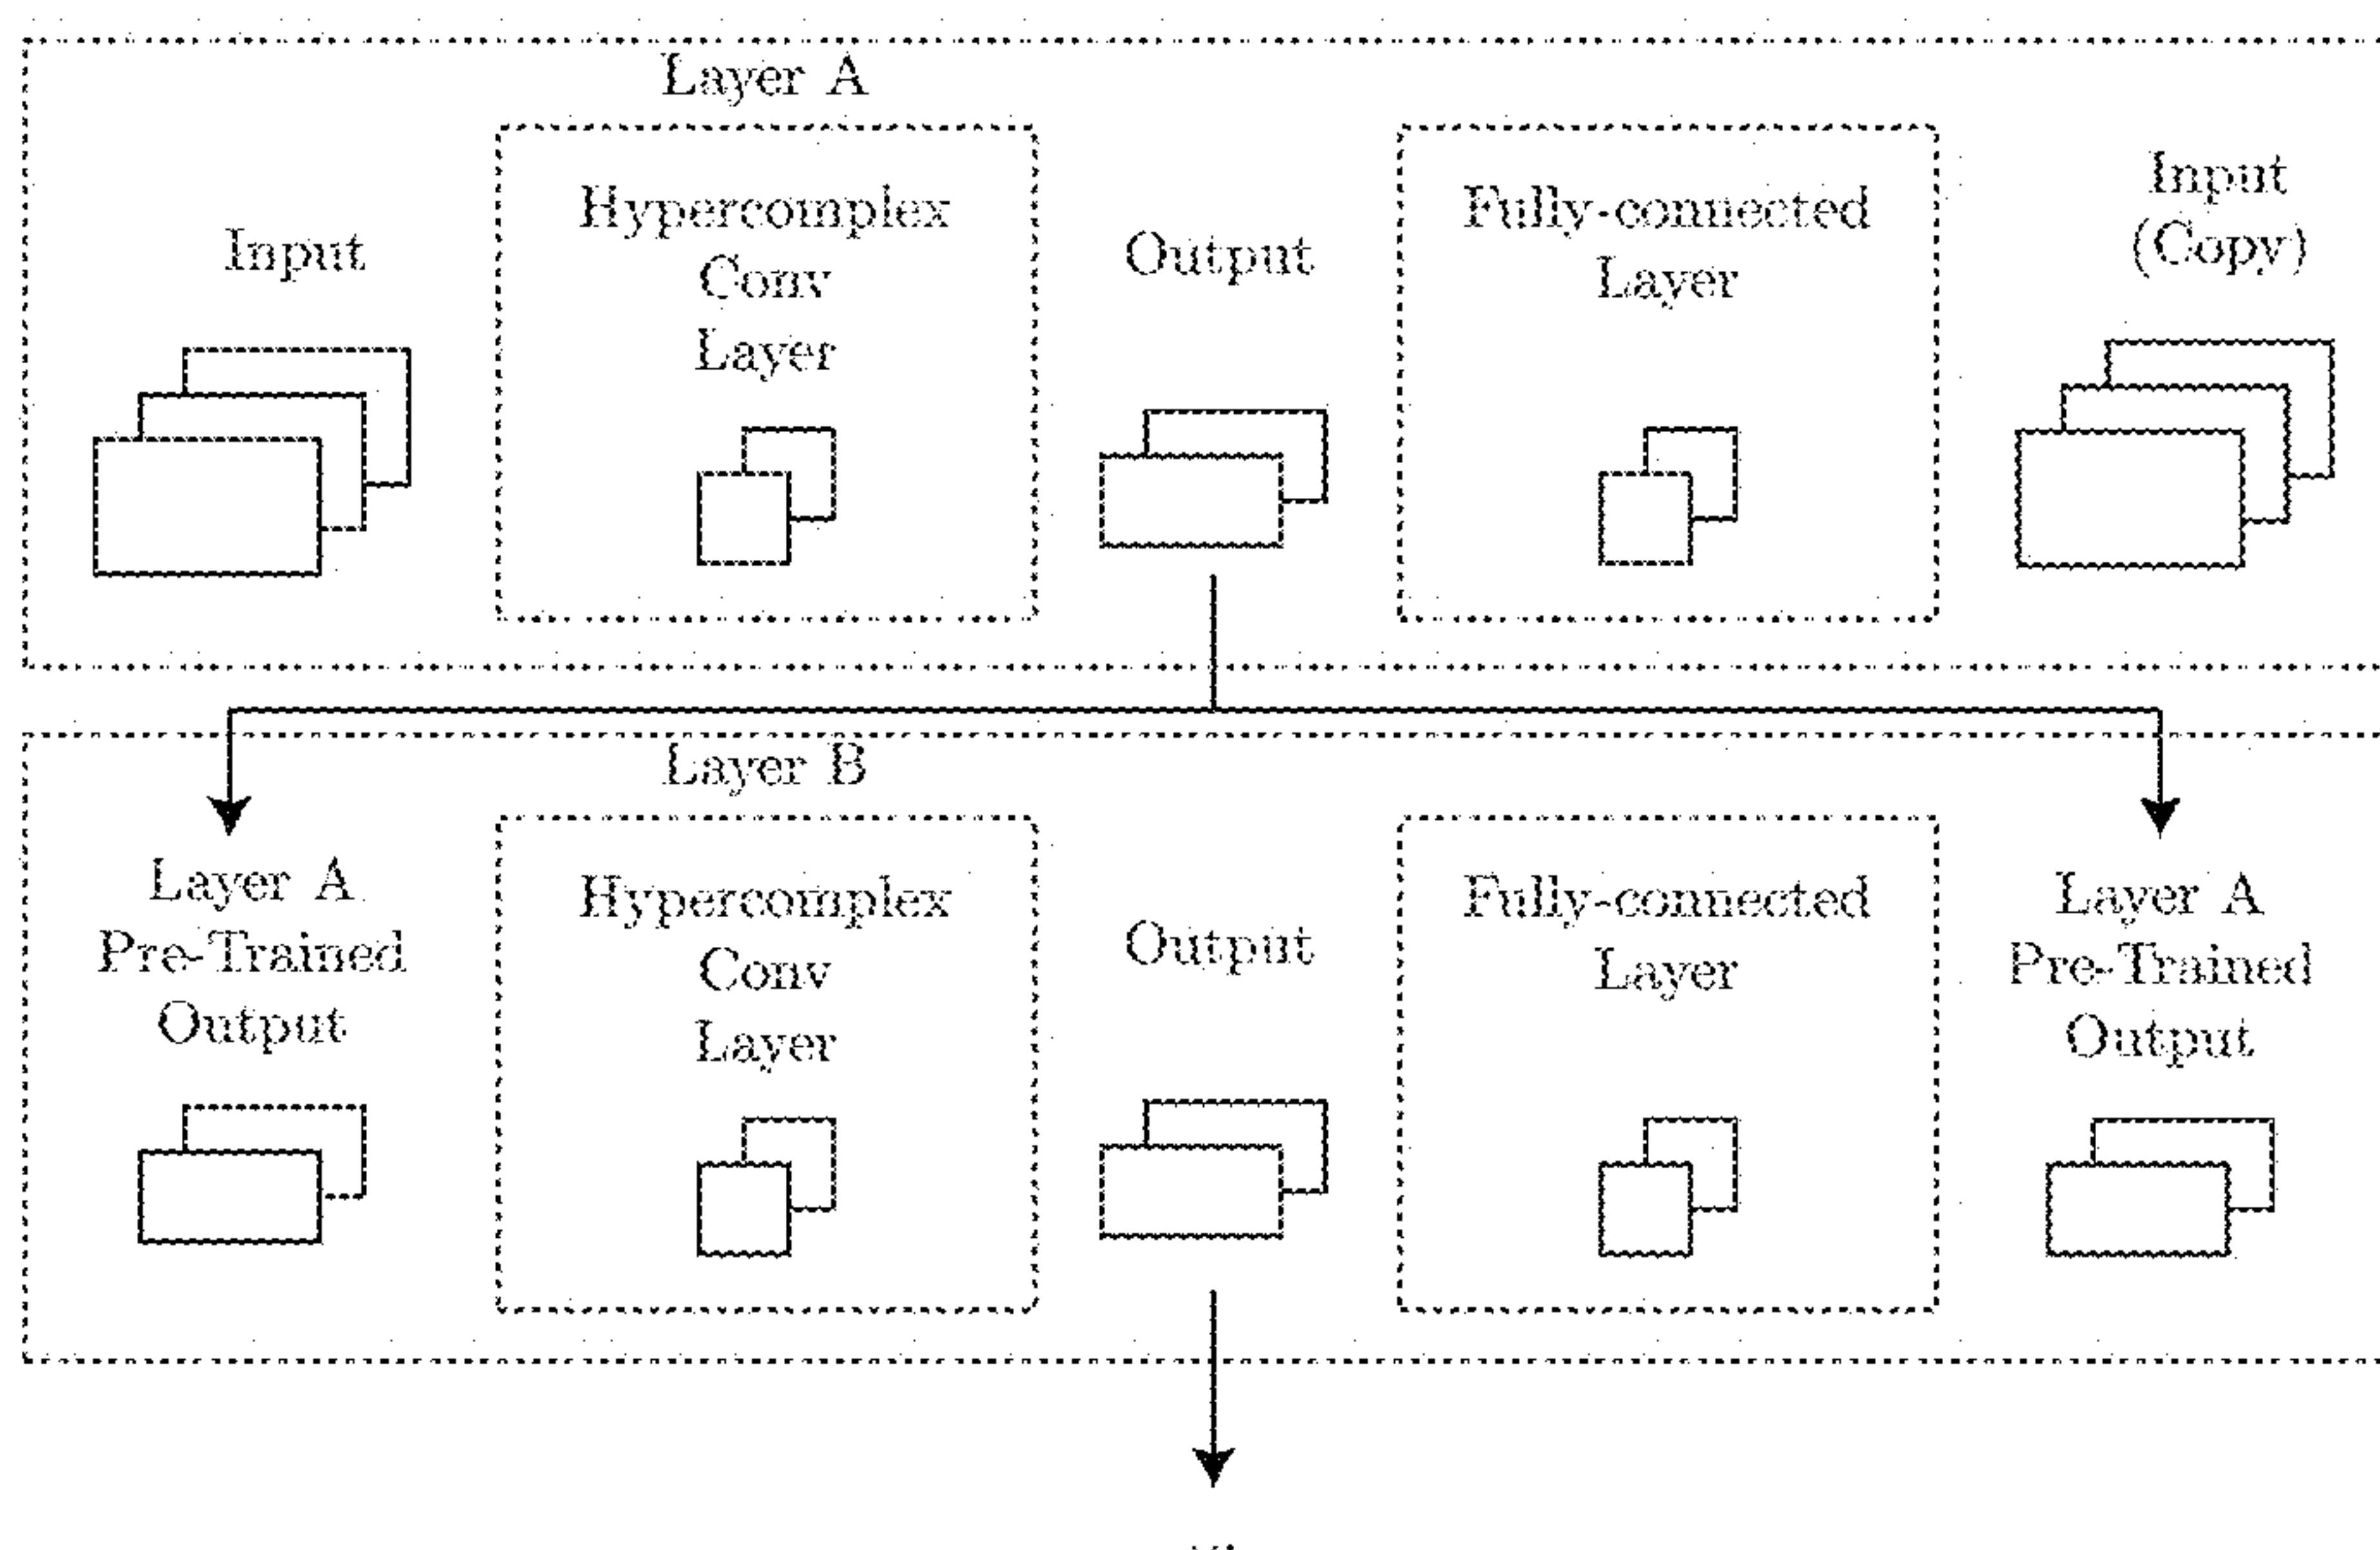 Layer A
Input
Hypercomplex
Conv
Layer
Output
Fully-connected
Layer
Input
(Copy)
Layer B
Layer A
Pre-Trained
Output
Hypercomplex
Conv
Layer
Output
Fully-connected
Layer
Layer A
Pre-Trained
Output